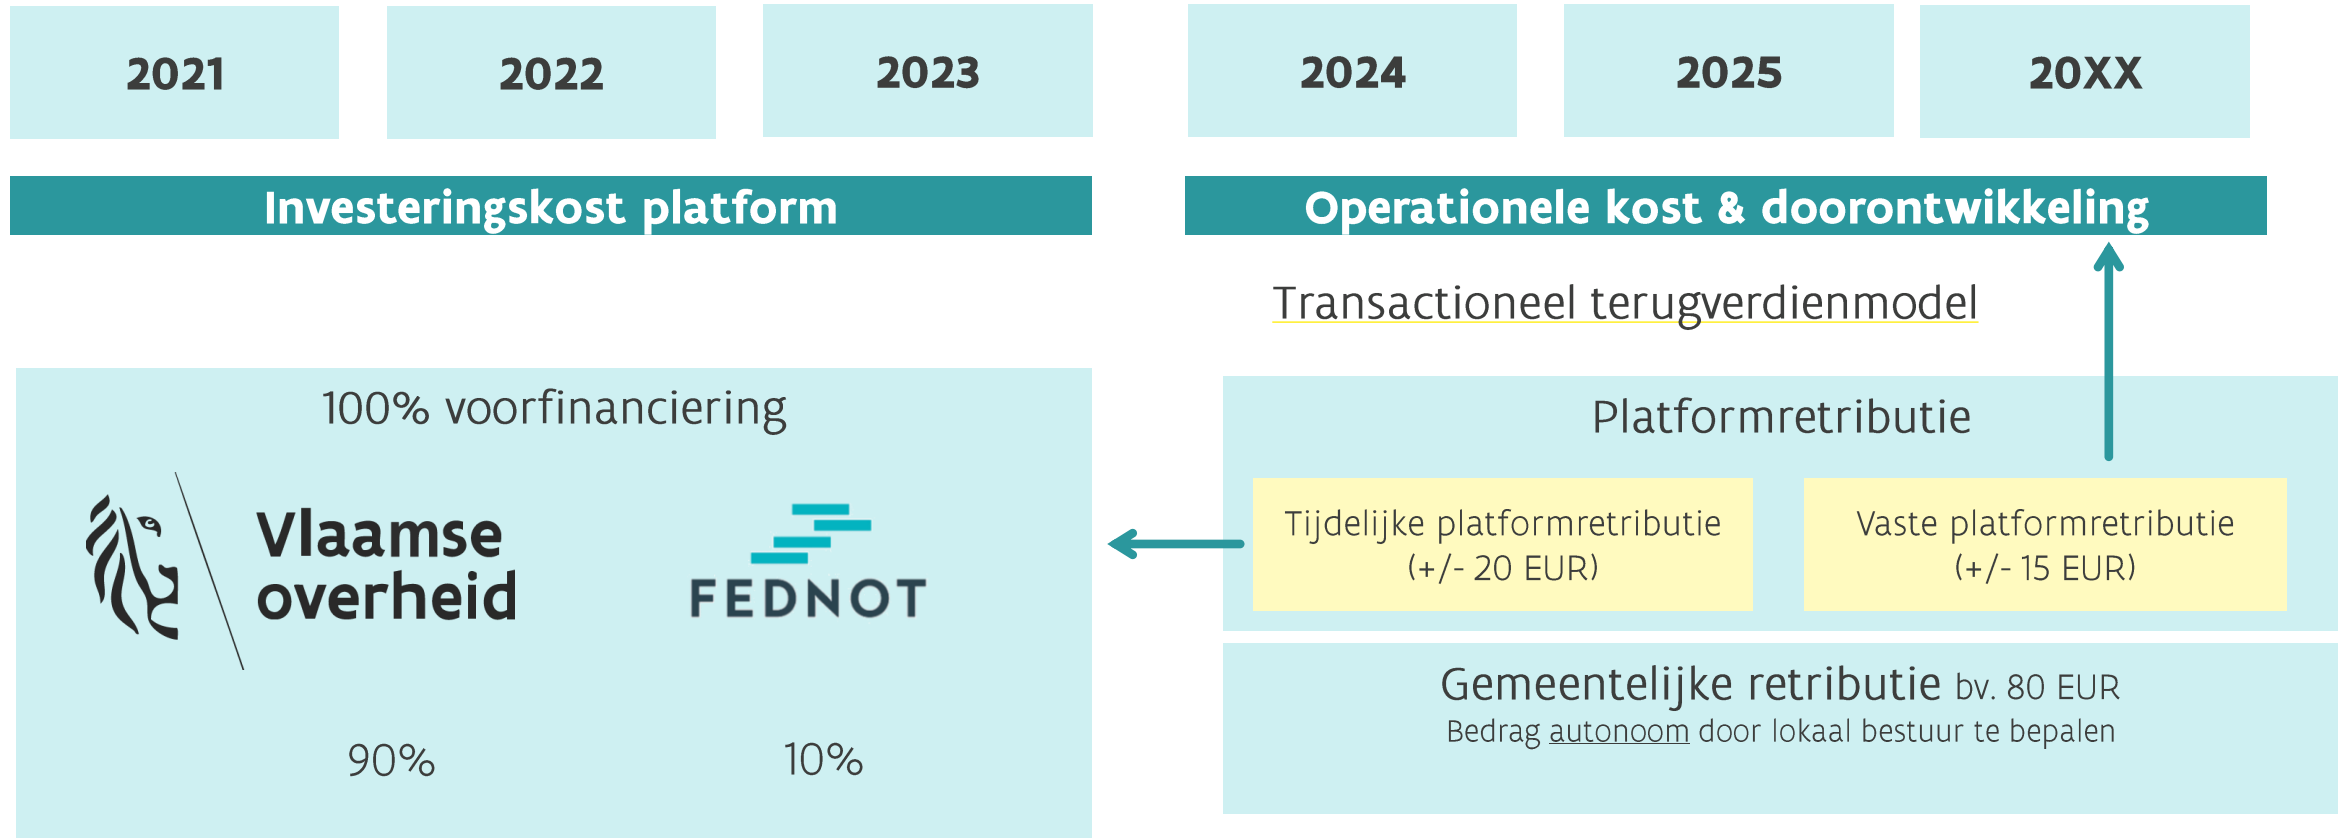 2021
2022
2023
2024
2025
20XX
Investeringskost platform
Operationele kost & doorontwikkeling
Transactioneel terugverdienmodel
100% voorfinanciering
Vlaamse
overheid
FEDNOT
90%
10%
Platformretributie
Tijdelijke platformretributie
(+/- 20 EUR)
Vaste platformretributie
(+/- 15 EUR)
Gemeentelijke retributie bv. 80 EUR
Bedrag autonoom door lokaal bestuur te bepalen